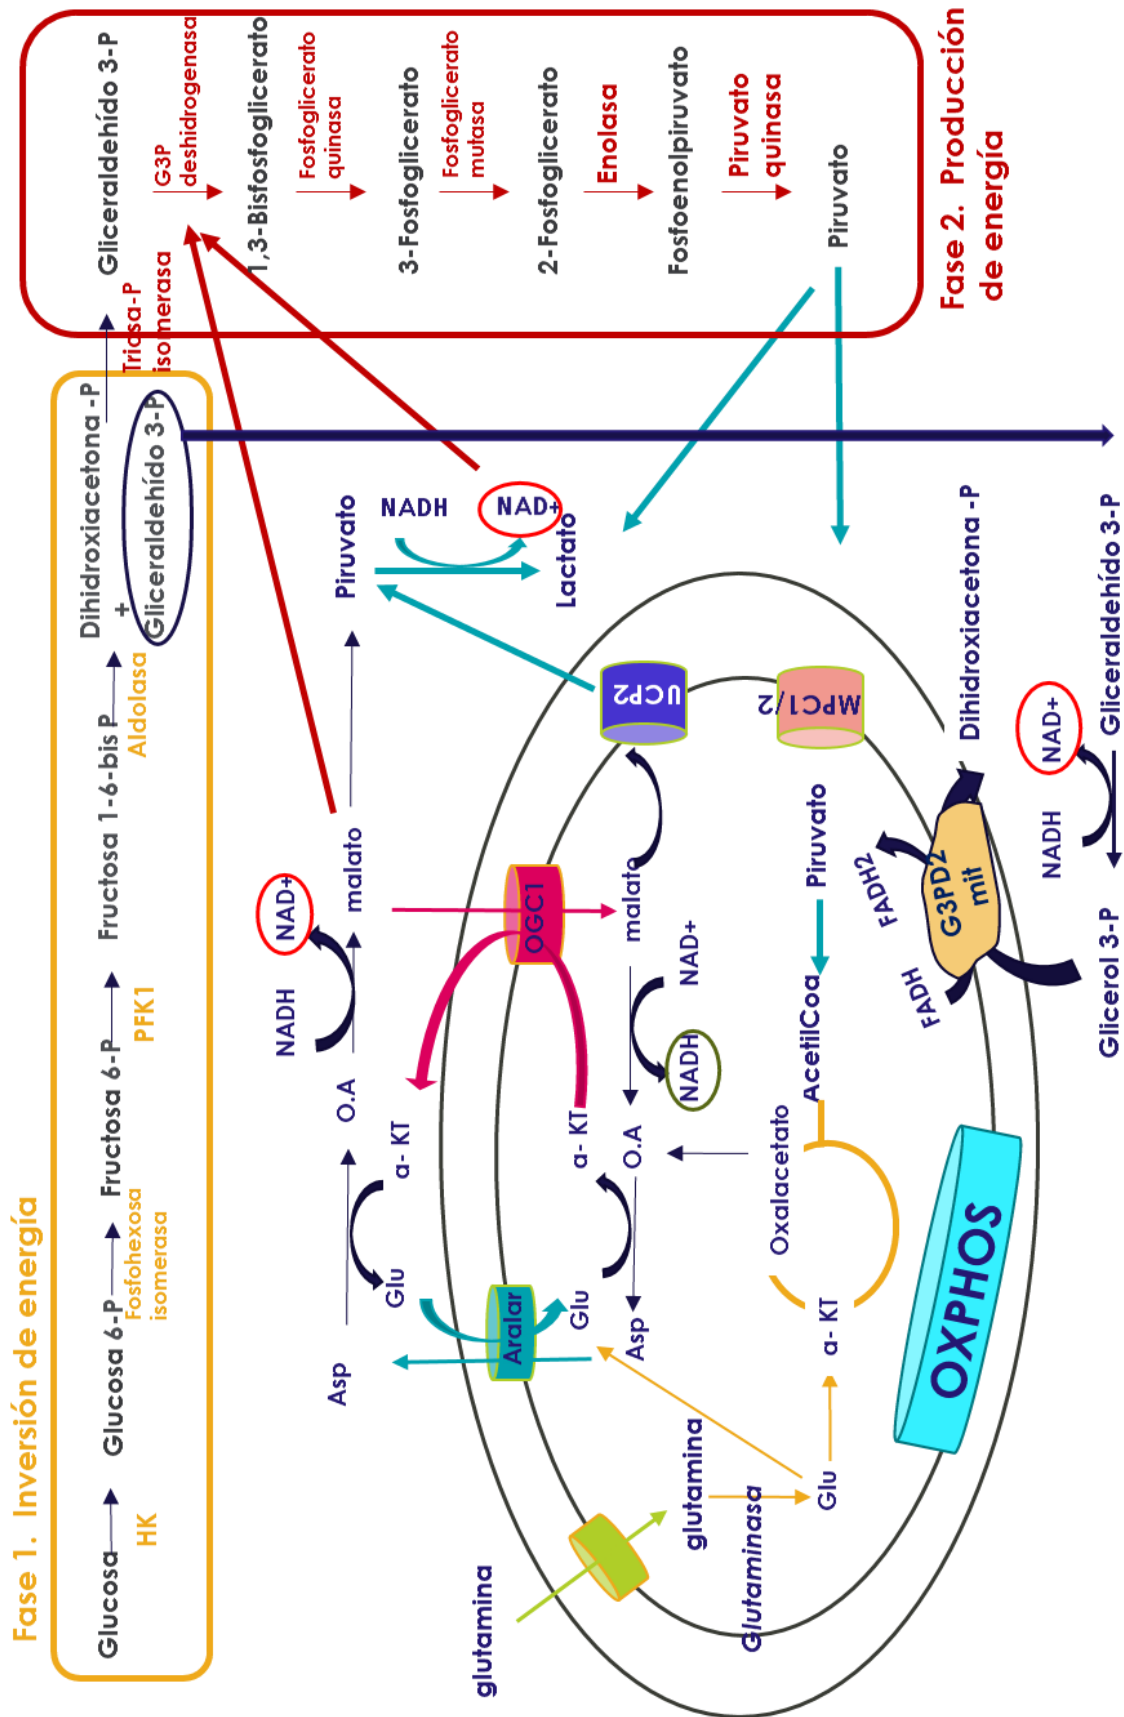 Fase 1. Inversión de energía
Glucosa
HK
Glucosa 6-P
Fosfohexosa
isomerasa
Fructosa 6-P
PFK1
Fructosa 1-6-bis P
Aldolasa
Dihidroxiacetona -P
+
Gliceraldehído 3-P
Triosa-P
isomerasa
Gliceraldehído 3-P
G3P
deshidrogenasa
1,3-Bisfosfoglicerato
Fosfoglicerato
quinasa
3-Fosfoglicerato
Fosfoglicerato
mutasa
2-Fosfoglicerato
Enolasa
Fosfoenolpiruvato
Piruvato
quinasa
Piruvato
Fase 2. Producción
de energía
Asp
O.A
NADH
NAD+
malato
Piruvato
NADH
NAD+
Lactato
Glu
α- KT
Aralar
OGC1
UCP2
MPC1/2
Glu
α- KT
malato
Asp
O.A
NADH
NAD+
glutamina
glutamina
Glutaminasa
Glu
α- KT
Oxalacetato
AcetilCoa
Piruvato
OXPHOS
FADH
FADH2
G3PD2
mit
Dihidroxiacetona -P
Glicerol 3-P
NADH
NAD+
Gliceraldehído 3-P